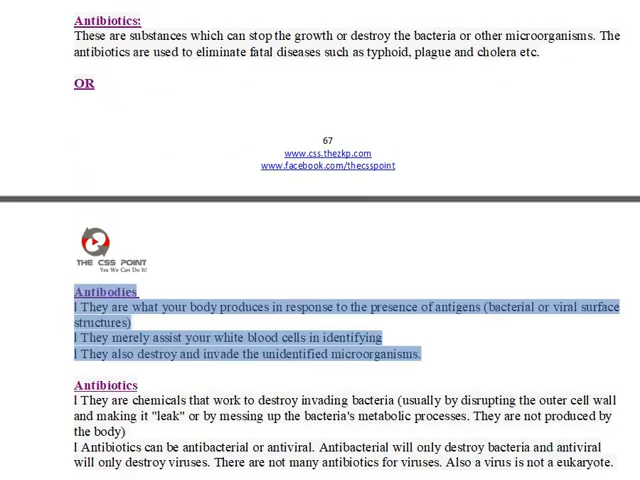 Antibiotics:
These are substances which can stop the growth or destroy the bacteria or other microorganisms. The
antibiotics are used to eliminate fatal diseases such as typhoid, plague and cholera etc.
OR
67
www.css.thezkp.com
www.facebook.com/thecsspoint
THE CSS POINT
Yes We Can Do It!
Antibodies
l They are what your body produces in response to the presence of antigens (bacterial or viral surface
structures)
l They merely assist your white blood cells in identifying
l They also destroy and invade the unidentified microorganisms.
Antibiotics
l They are chemicals that work to destroy invading bacteria (usually by disrupting the outer cell wall
and making it "leak" or by messing up the bacteria's metabolic processes. They are not produced by
the body)
l Antibiotics can be antibacterial or antiviral. Antibacterial will only destroy bacteria and antiviral
will only destroy viruses. There are not many antibiotics for viruses. Also a virus is not a eukaryote.